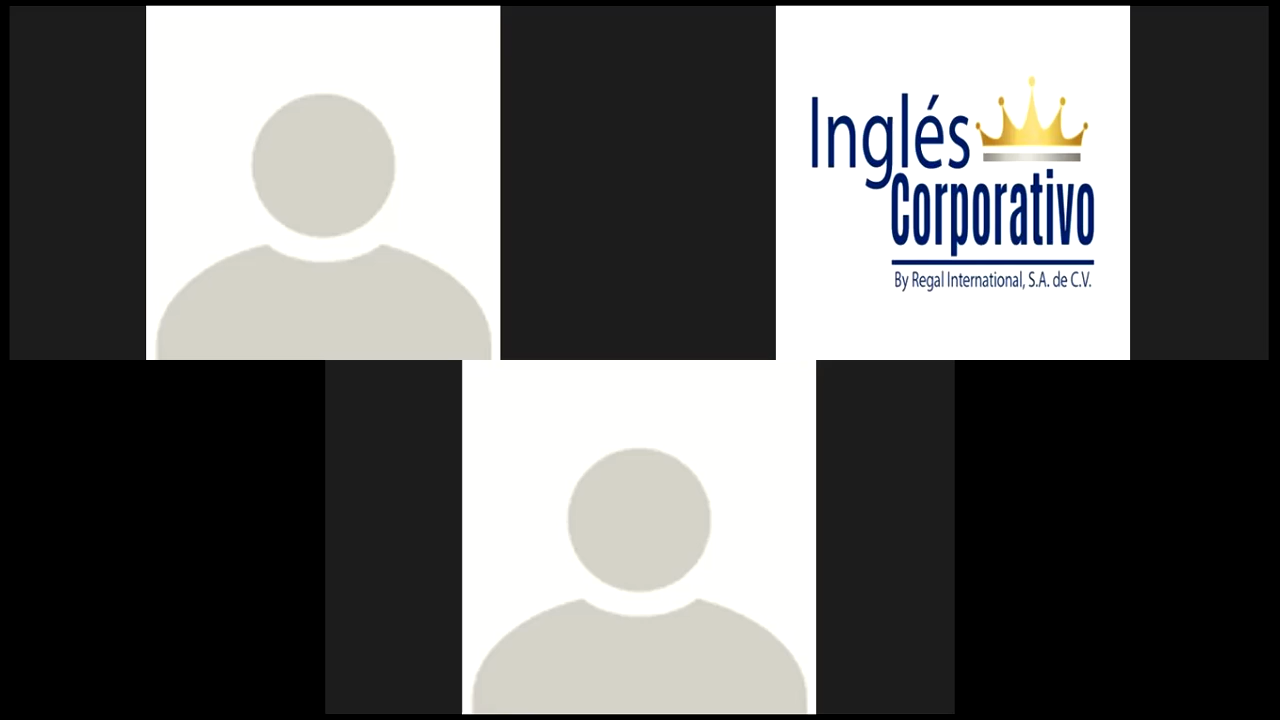 Inglés
Corporativo
By Regal International, S.A. de C.V.